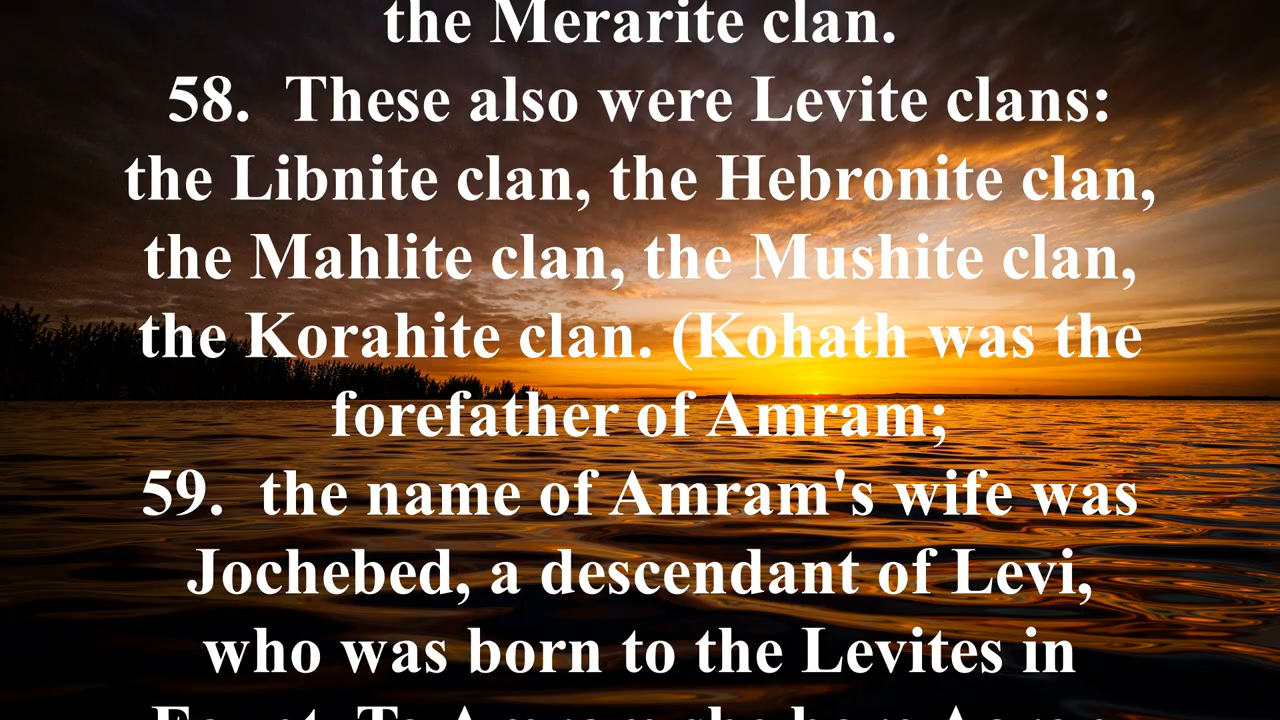 the Merarite clan.
58.  These also were Levite clans:
the Libnite clan, the Hebronite clan,
the Mahlite clan, the Mushite clan,
the Korahite clan. (Kohath was the
forefather of Amram;
59.  the name of Amram's wife was
Jochebed, a descendant of Levi,
who was born to the Levites in